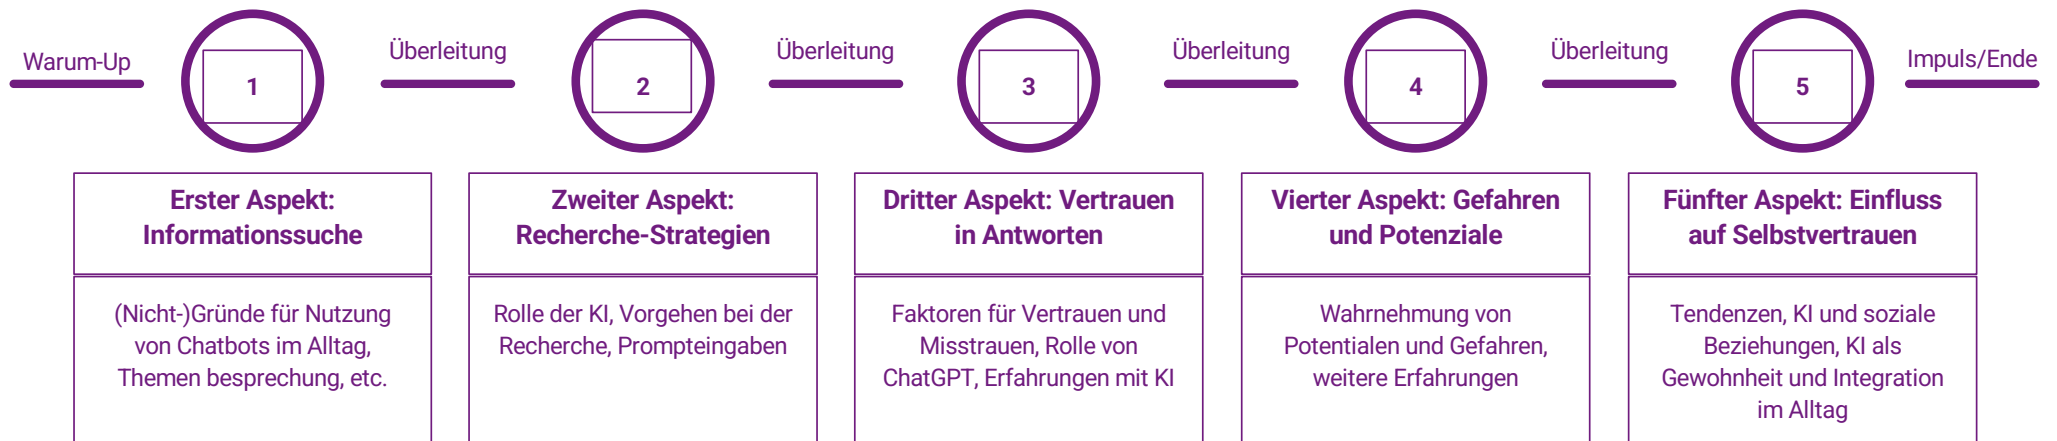 Warum-Up
1
Überleitung
2
Überleitung
3
Überleitung
4
Überleitung
5
Impuls/Ende
Erster Aspekt:
Informationssuche
(Nicht-)Gründe für Nutzung
von Chatbots im Alltag,
Themen besprechung, etc.
Zweiter Aspekt:
Recherche-Strategien
Rolle der KI, Vorgehen bei der
Recherche, Prompteingaben
Dritter Aspekt: Vertrauen
in Antworten
Faktoren für Vertrauen und
Misstrauen, Rolle von
ChatGPT, Erfahrungen mit KI
Vierter Aspekt: Gefahren
und Potenziale
Wahrnehmung von
Potentialen und Gefahren,
weitere Erfahrungen
Fünfter Aspekt: Einfluss
auf Selbstvertrauen
Tendenzen, KI und soziale
Beziehungen, KI als
Gewohnheit und Integration
im Alltag